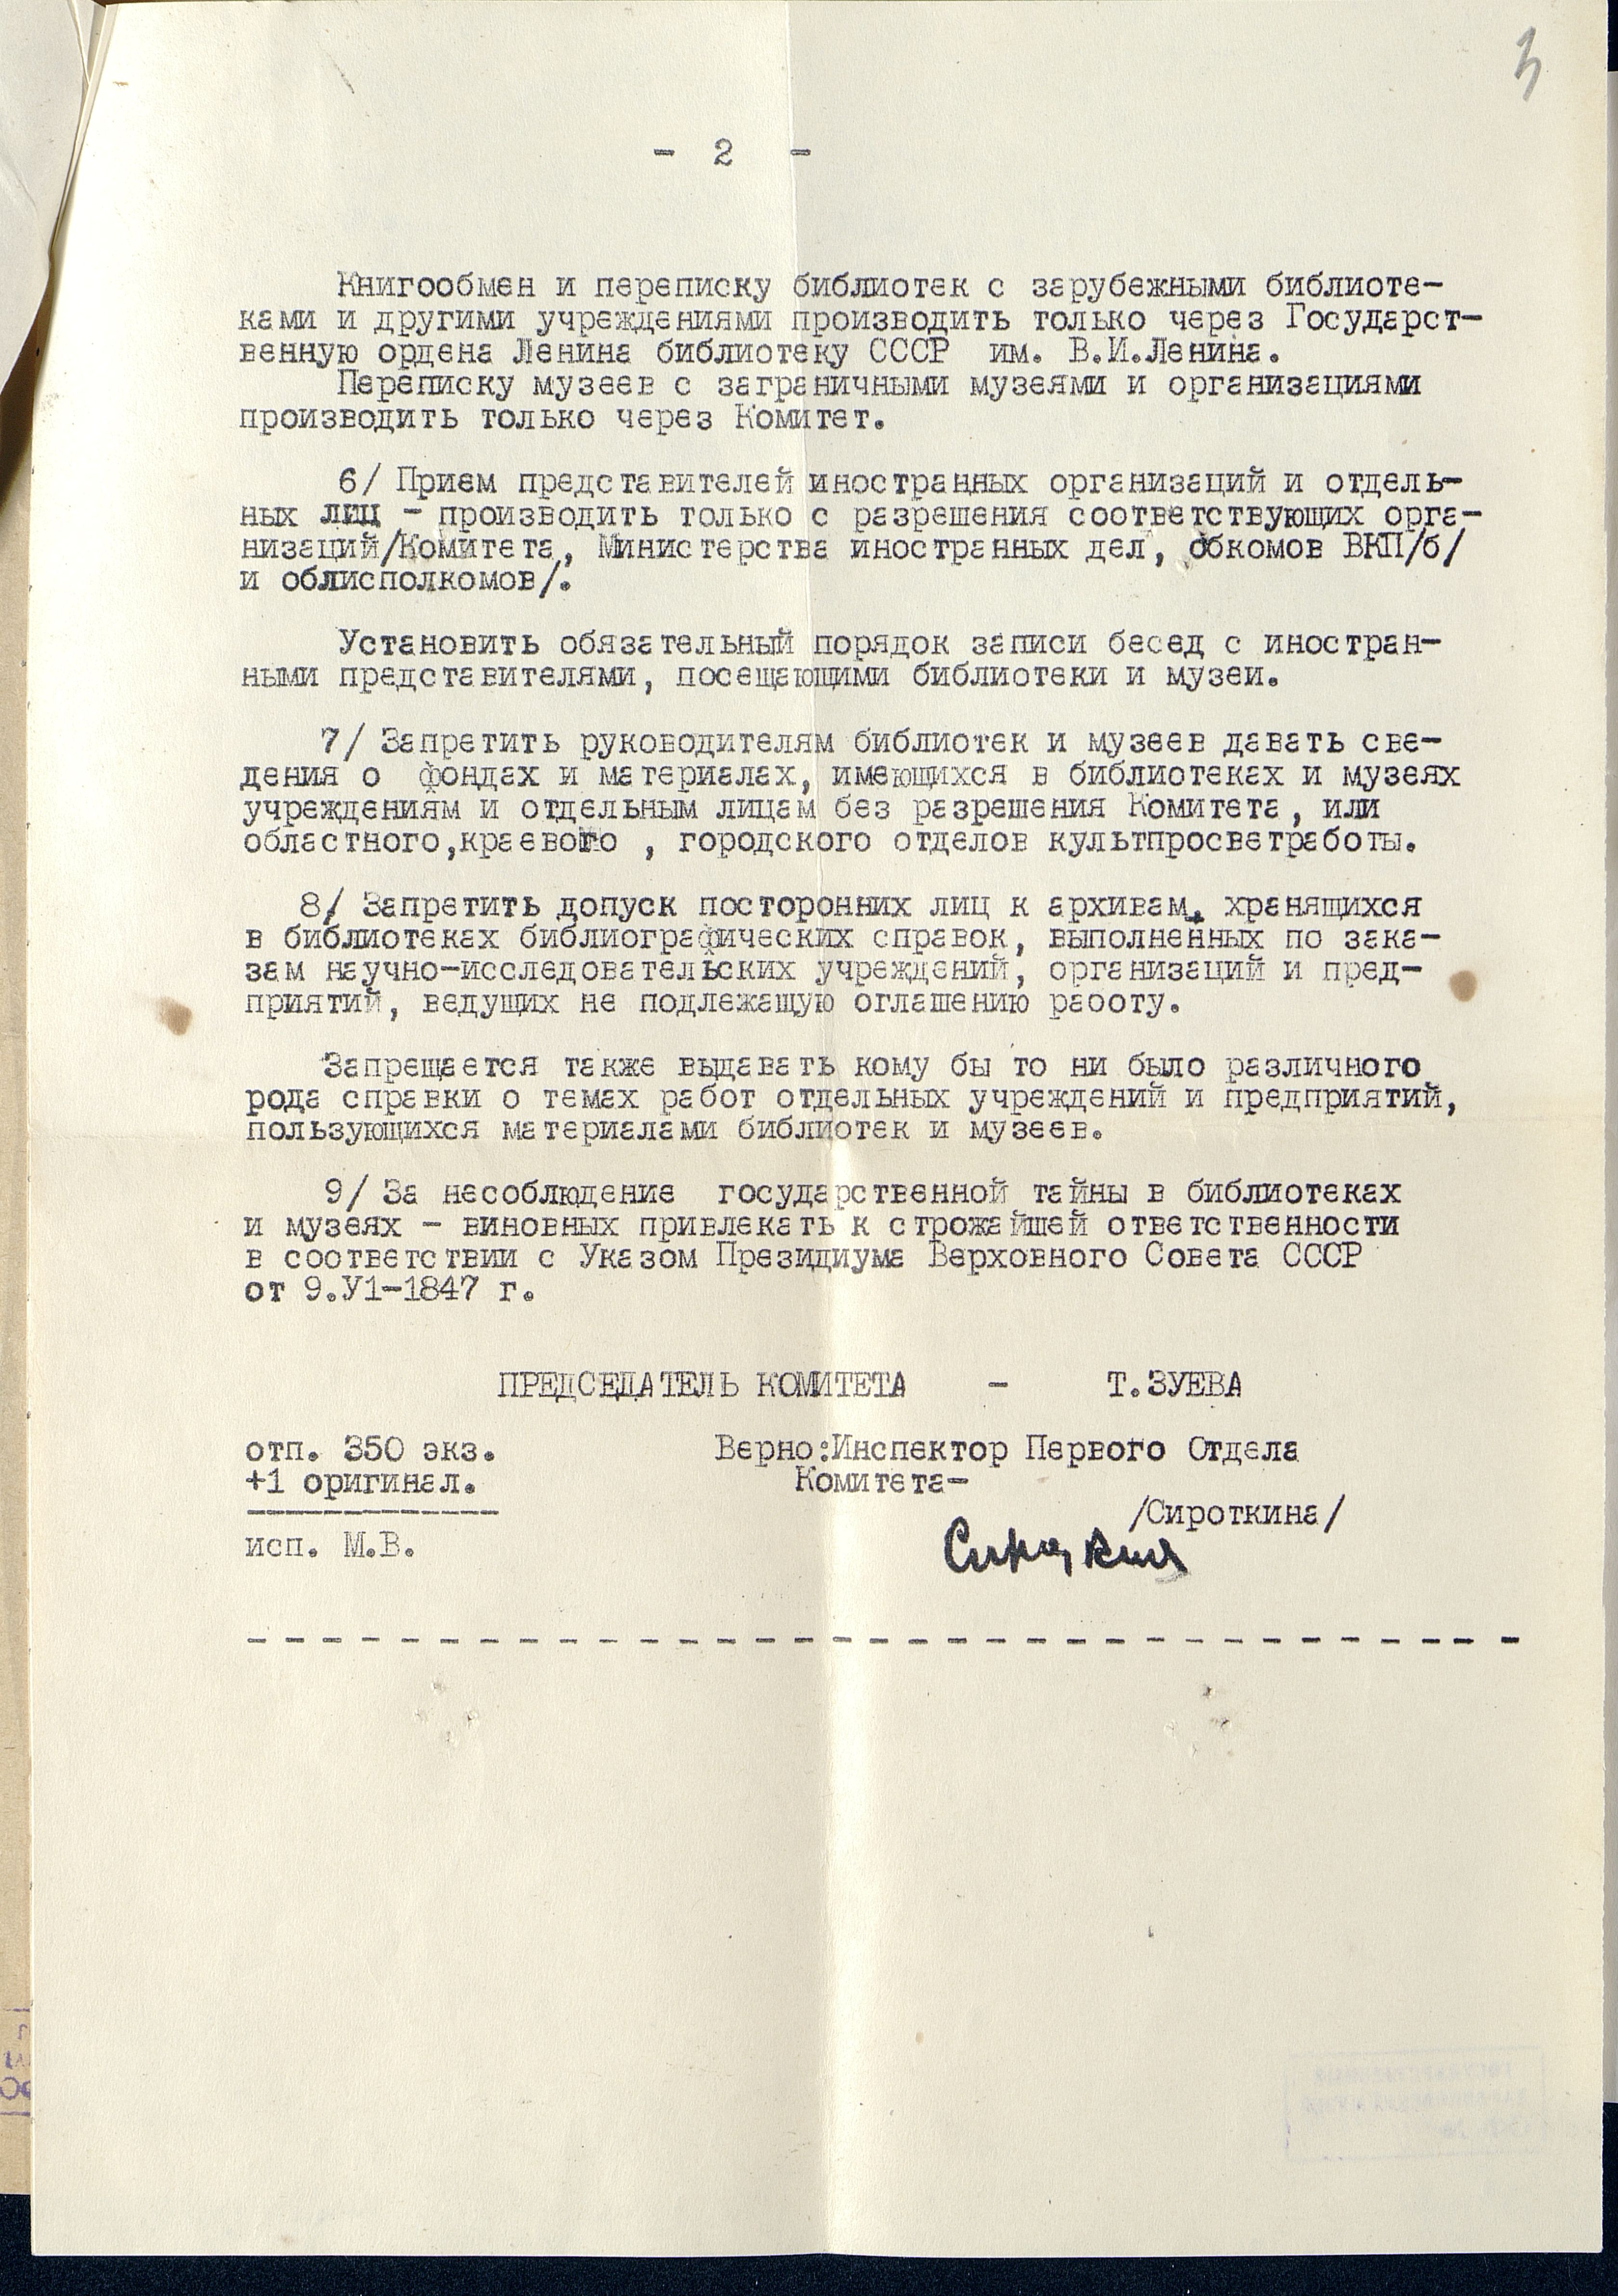 3
- 2 -
Книгообмен и переписку библиотек с зарубежными библиоте-
ками и другими учреждениями производить только через Государст-
венную ордена Ленина библиотеку СССР им. В.И.Ленина.
Переписку музеев с заграничными музеями и организациями
производить только через Комитет.
6/ Прием представителей иностранных организаций и отдель-
ных лиц - производить только с разрешения соответствующих орга-
низаций/Комитета, Министерства иностранных дел, обкомов ВКП/б/
и облисполкомов/.
Установить обязательный порядок записи бесед с иностран-
ными представителями, посещающими библиотеки и музеи.
7/ Запретить руководителям библиотек и музеев давать све-
дения о фондах и материалах, имеющихся в библиотеках и музеях
учреждениям и отдельным лицам без разрешения Комитета, или
областного,краевого , городского отделов культпросветработы.
8/ Запретить допуск посторонних лиц к архивам, хранящихся
в библиотеках библиографических справок, выполненных по зака-
зам научно-исследовательских учреждений, организаций и пред-
приятий, ведущих не подлежащую оглашению работу.
Запрещается также выдавать кому бы то ни было различного
рода справки о темах работ отдельных учреждений и предприятий,
пользующихся материалами библиотек и музеев.
9/ За несоблюдение государственной тайны в библиотеках
и музеях - виновных привлекать к строжайшей ответственности
в соответствии с Указом Президиума Верховного Совета СССР
от 9.У1-1847 г.
ПРЕДСЕДАТЕЛЬ КОМИТЕТА - Т.ЗУЕВА
отп. 350 экз. Верно:Инспектор Первого Отдела
+1 оригинал. Комитета-
/Сироткина/
исп. М.В.